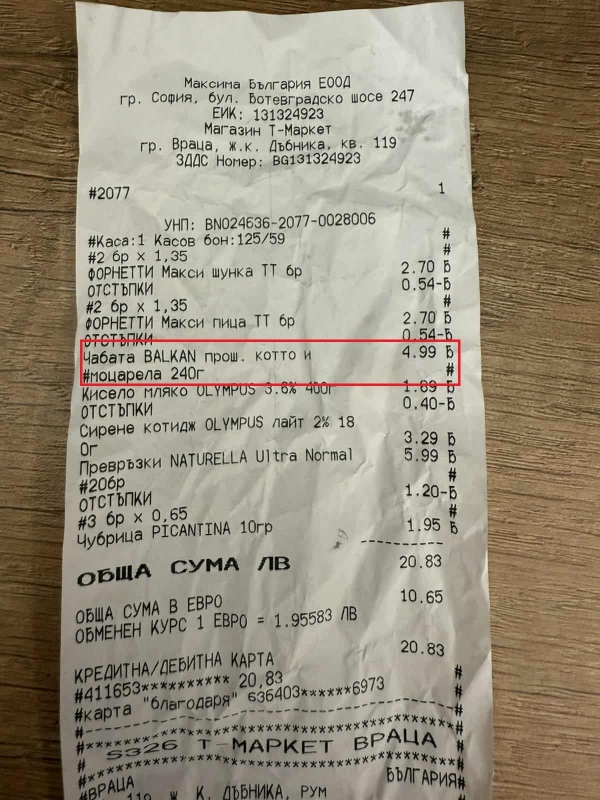 Максима България ЕООД
гр. София, бул. Ботевградско шосе 247
ЕИК: 131324923
Магазин Т-Маркет
гр. Враца, ж.к. Дъбника, кв. 119
ЗДДС Номер: BG131324923
#2077 1
УНП: BN024636-2077-0028006
#Каса:1 Касов бон:125/59 #
#2 бр x 1,35 #
ФОРНЕТТИ Макси шунка ТТ бр 2.70 Б
ОТСТЪПКИ 0.54-Б
#2 бр x 1,35 #
ФОРНЕТТИ Макси пица ТТ бр 2.70 Б
ОТСТЪПКИ 0.54-Б
Чабата BALKAN прош. котто и 4.99 Б
#моцарела 240г #
Кисело мляко OLYMPUS 3.6% 400г 1.89 Б
ОТСТЪПКИ 0.40-Б
Сирене котидж OLYMPUS лайт 2% 18
0г 3.29 Б
Превръзки NATURELLA Ultra Normal 5.99 Б
#20бр #
ОТСТЪПКИ 1.20-Б
#3 бр x 0,65 #
Чубрица PICANTINA 10гр 1.95 Б
ОБЩА СУМА ЛВ 20.83
ОБЩА СУМА В ЕВРО 10.65
ОБМЕНЕН КУРС 1 ЕВРО = 1.95583 ЛВ
КРЕДИТНА/ДЕБИТНА КАРТА 20.83
#411653********** 20,83 #
#карта "благодаря" 636403******6973 #
S326 Т-МАРКЕТ ВРАЦА
#ВРАЦА БЪЛГАРИЯ#
119 ж. К. ДЪБНИКА, РУМ